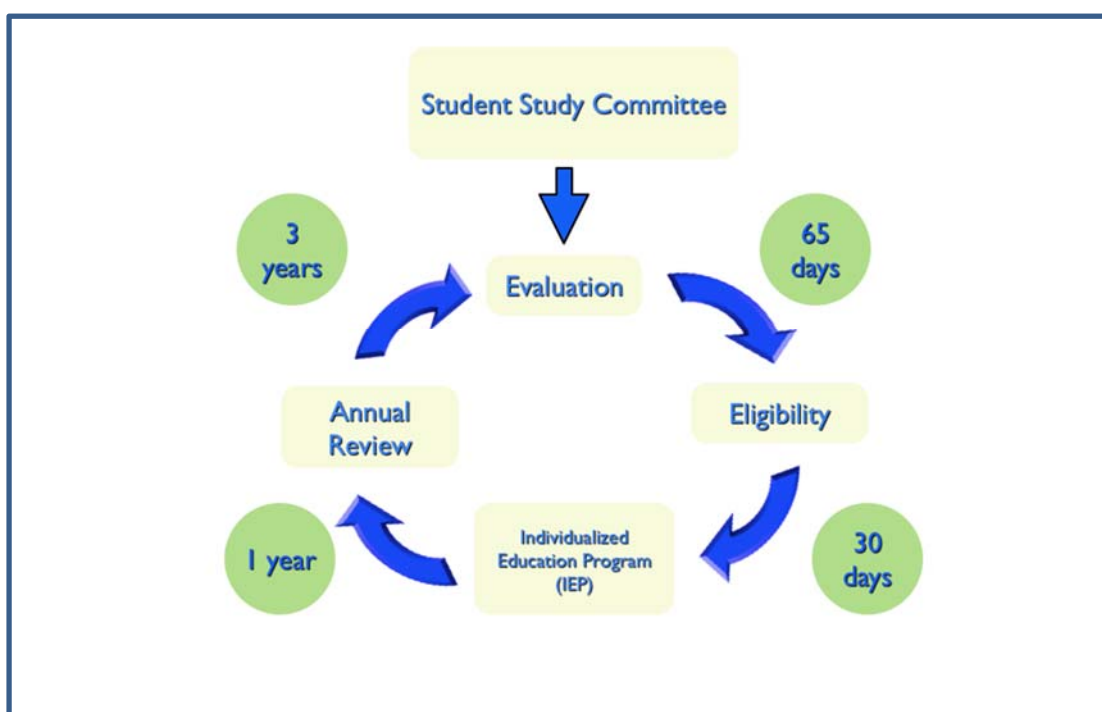 Student Study Committee
3
years
65
days
Evaluation
Annual
Review
Eligibility
1 year
Individualized
Education Program
(IEP)
30
days